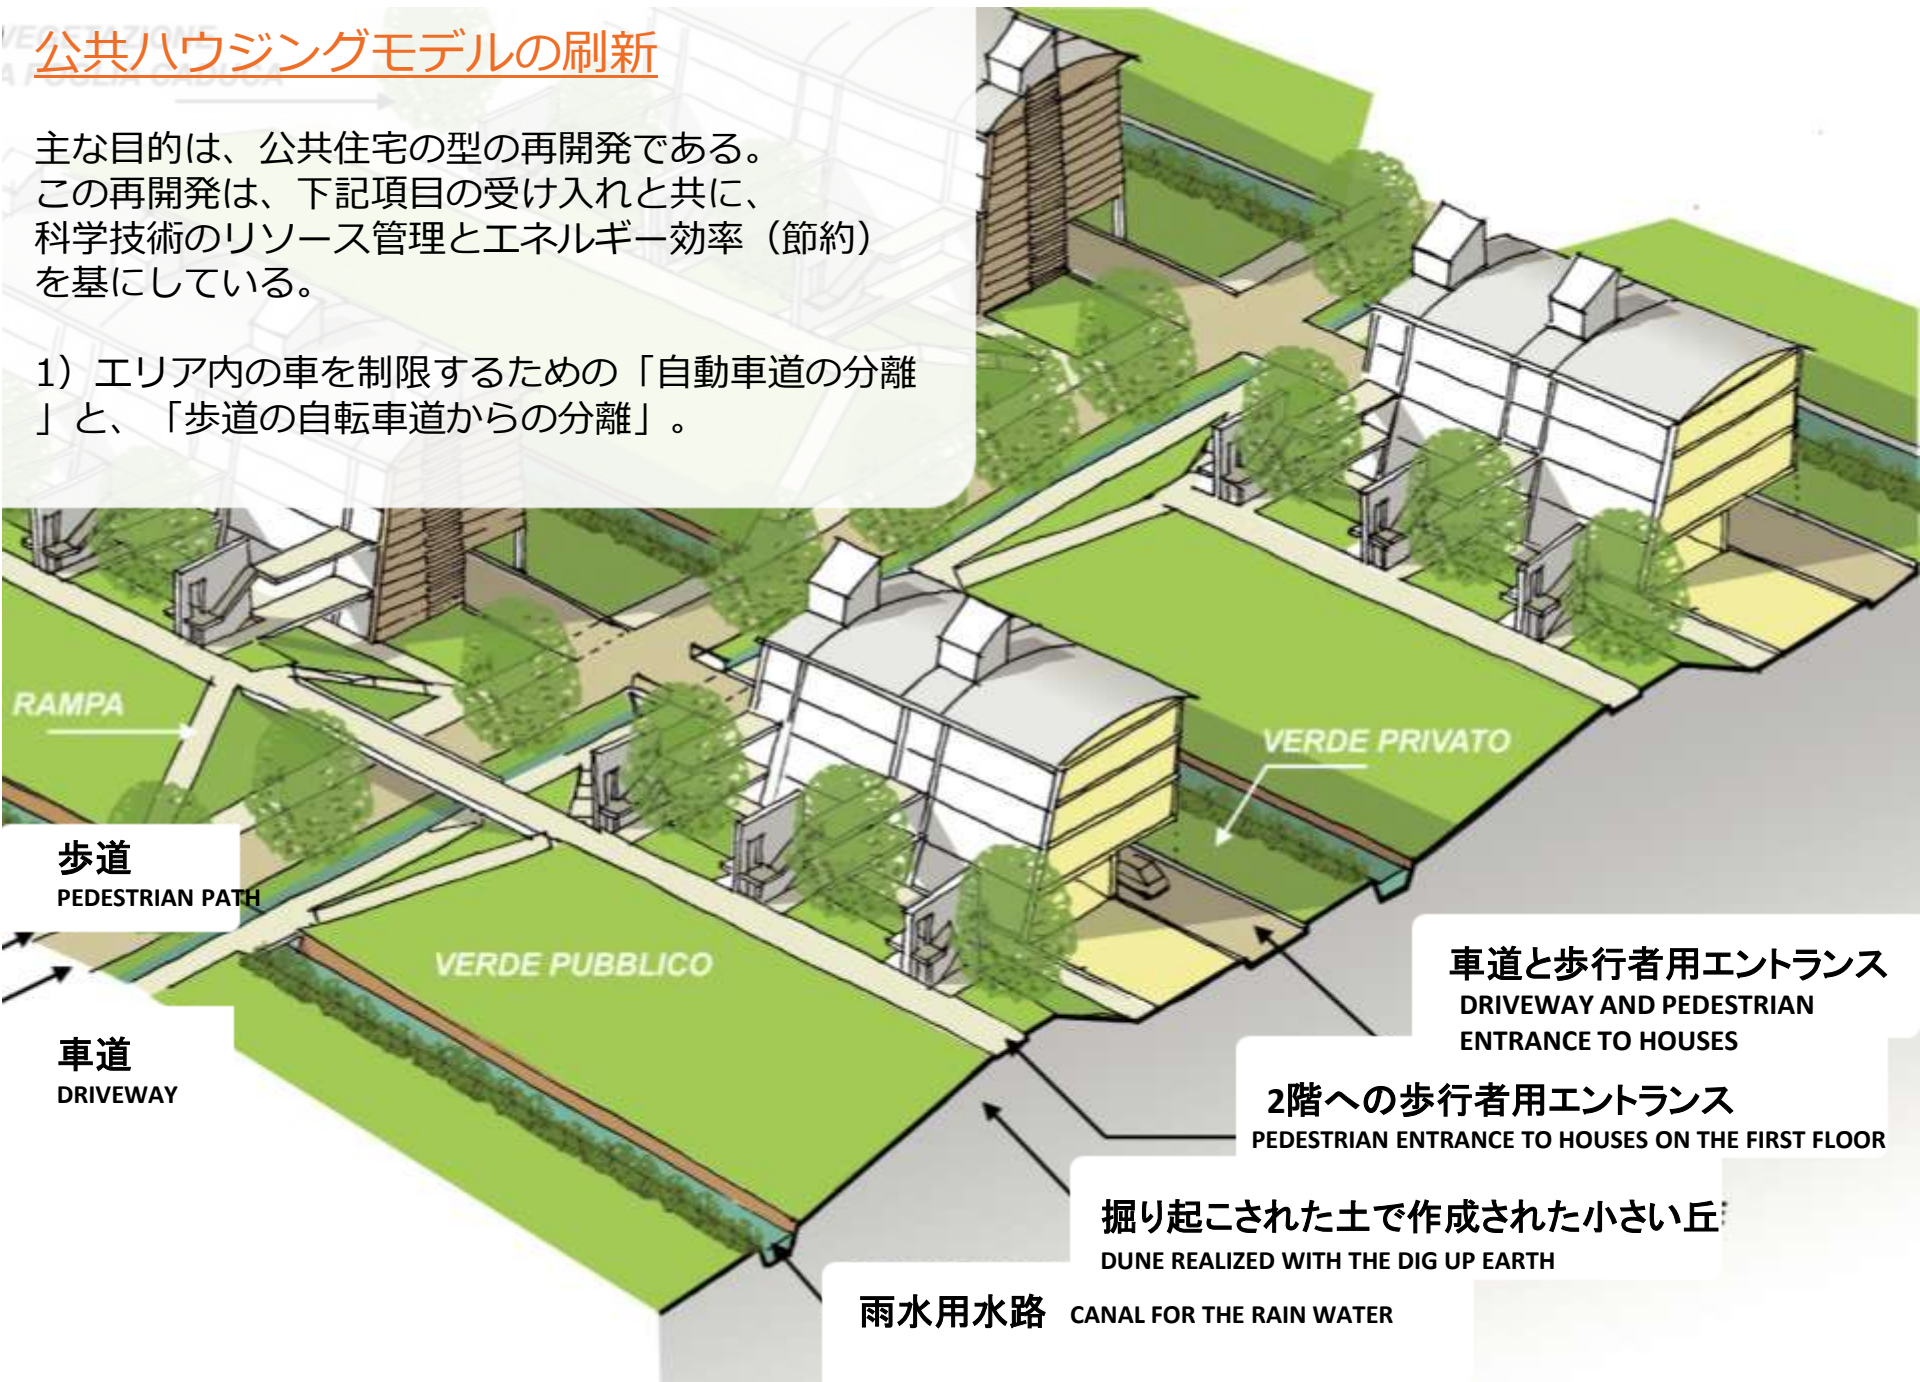 VEGETAZIONE
A FOGLIA CADUCA
公共ハウジングモデルの刷新
主な目的は、公共住宅の型の再開発である。
この再開発は、下記項目の受け入れと共に、
科学技術のリソース管理とエネルギー効率（節約）
を基にしている。
1）エリア内の車を制限するための「自動車道の分離
」と、「歩道の自転車道からの分離」。
RAMPA
VERDE PRIVATO
歩道
PEDESTRIAN PATH
VERDE PUBBLICO
車道と歩行者用エントランス
DRIVEWAY AND PEDESTRIAN
ENTRANCE TO HOUSES
車道
DRIVEWAY
2階への歩行者用エントランス
PEDESTRIAN ENTRANCE TO HOUSES ON THE FIRST FLOOR
掘り起こされた土で作成された小さい丘
DUNE REALIZED WITH THE DIG UP EARTH
雨水用水路 CANAL FOR THE RAIN WATER